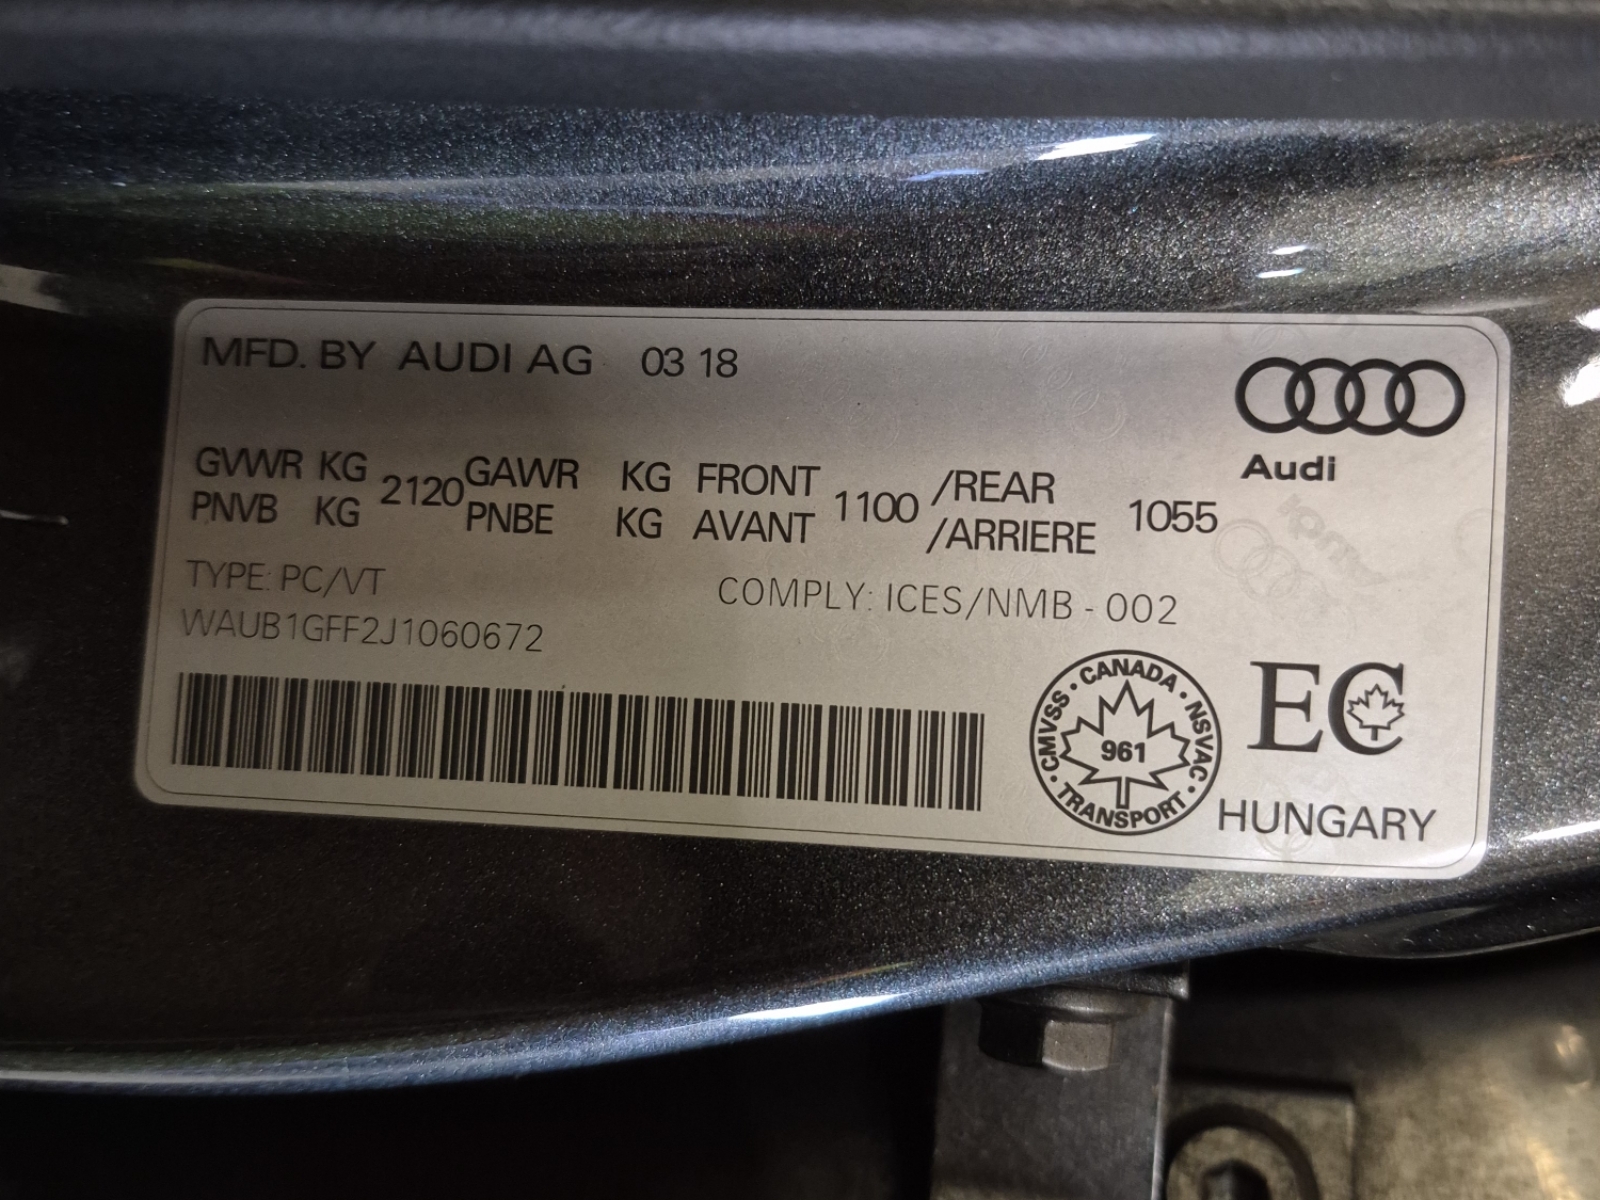 MFD. BY AUDI AG 03 18
Audi
GVWR KG 2120 GAWR KG FRONT 1100 /REAR 1055
PNVB KG PNBE KG AVANT /ARRIERE
TYPE: PC/VT
COMPLY: ICES/NMB - 002
WAUB1GFF2J1060672
CANADA · NSVAC · TRANSPORT · CMVSS ·
961
EC
HUNGARY